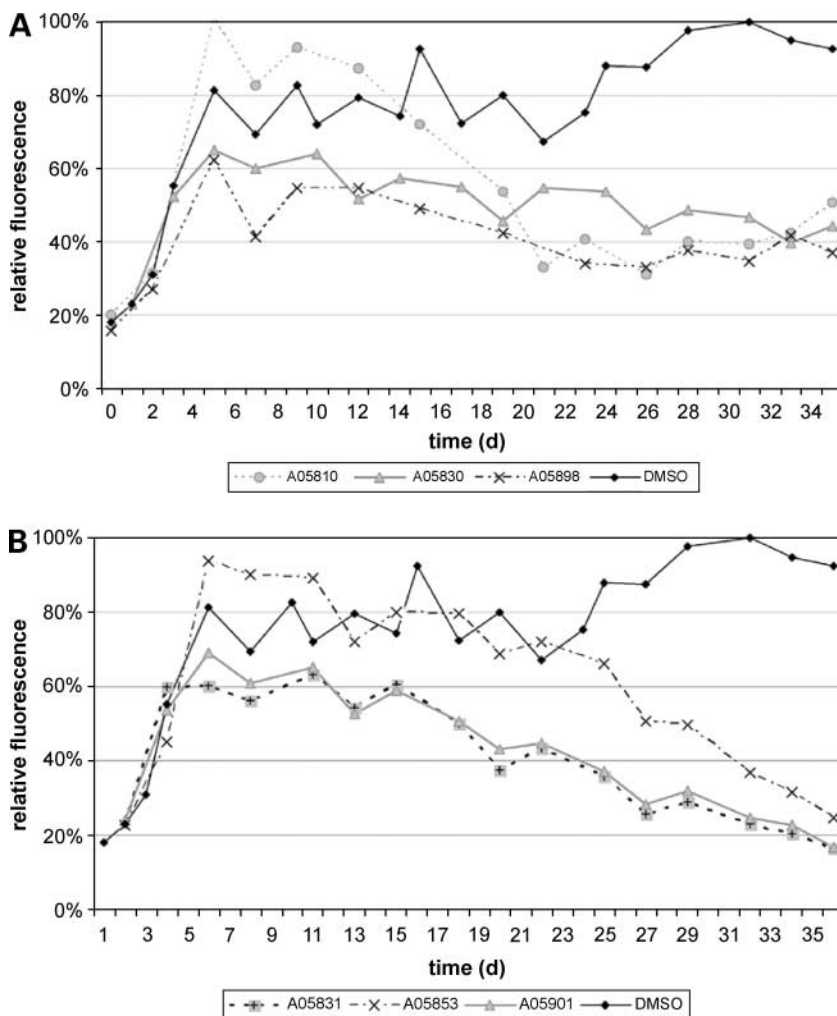 A
100%
80%
60%
40%
20%
0%
relative fluorescence
0 2 4 6 8 10 12 14 16 18 20 22 24 26 28 30 32 34
time (d)
A05810 A05830 A05898 DMSO
B
100%
80%
60%
40%
20%
0%
relative fluorescence
1 3 5 7 9 11 13 15 17 19 21 22 25 27 29 31 33 35
time (d)
A05831 A05853 A05901 DMSO